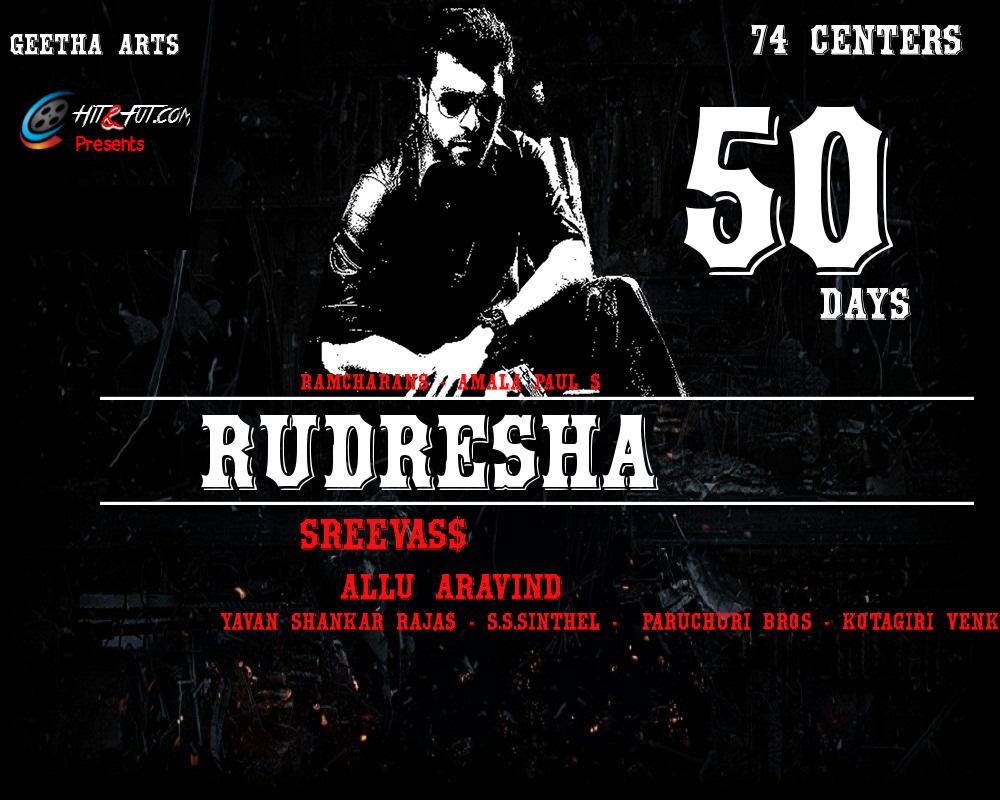 GEETHA ARTS
74 CENTERS
HIT&FUT.COM
Presents
50
DAYS
RAMCHARAN$ - AMALA PAUL $
RUDRESHA
SREEVAS$
ALLU ARAVIND
YAVAN SHANKAR RAJA$ - S.S.SINTHEL - PARUCHURI BROS - KOTAGIRI VENK